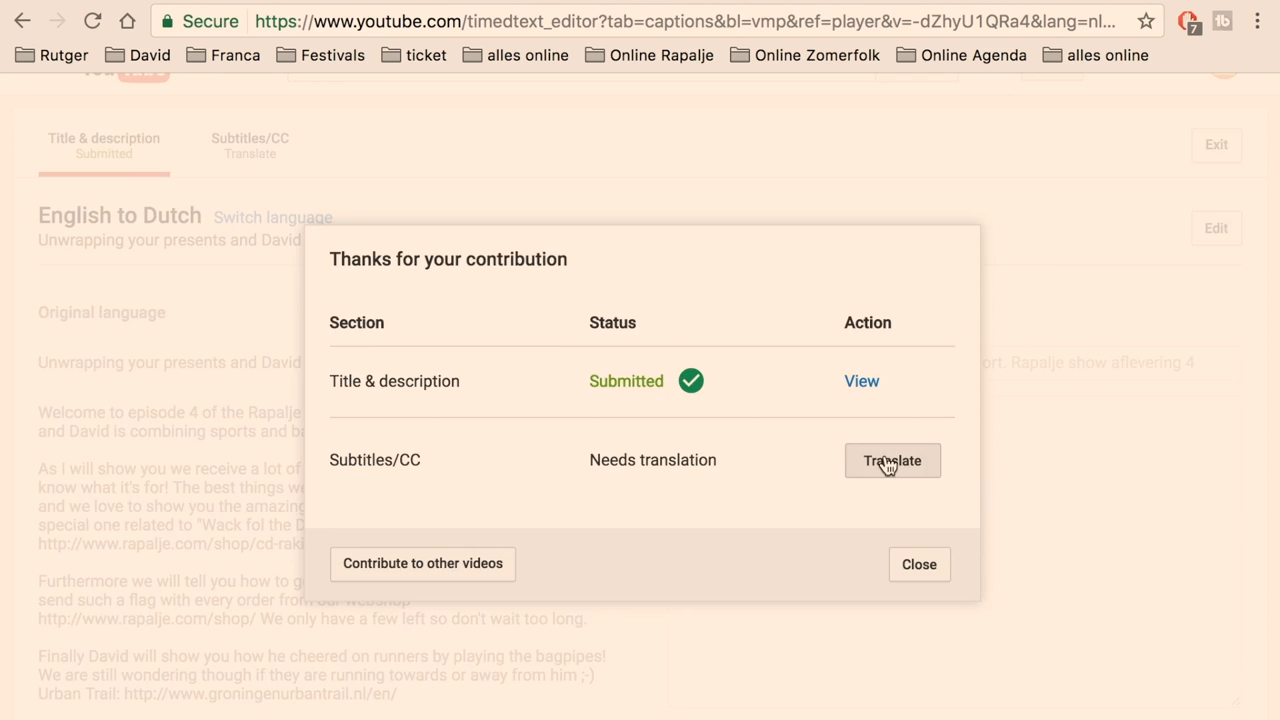 https://www.youtube.com/timedtext_editor?tab=captions&bl=vmp&ref=player&v=-dZhyU1QRa4&lang=nl...
Secure
7
Rutger
David
Franca
Festivals
ticket
alles online
Online Rapalje
Online Zomerfolk
Online Agenda
alles online
Title & description
Submitted
Subtitles/CC
Translate
Exit
English to Dutch
Switch language
Edit
Unwrapping your presents and David
Original language
Unwrapping your presents and David
ort. Rapalje show aflevering 4
Welcome to episode 4 of the Rapalje
and David is combining sports and
As I will show you we receive a lot of
know what it's for! The best things
and we love to show you the amazing
special one related to "Wack fol the
http://www.rapalje.com/shop/cd-raki
Furthermore we will tell you how to
send such a flag with every order from our webshop
http://www.rapalje.com/shop/ We only have a few left so don't wait too long.
Finally David will show you how he cheered on runners by playing the bagpipes!
We are still wondering though if they are running towards or away from him ;-)
Urban Trail: http://www.groningenurbantrail.nl/en/
Thanks for your contribution
Section
Status
Action
Title & description
Submitted
View
Subtitles/CC
Needs translation
Translate
Contribute to other videos
Close